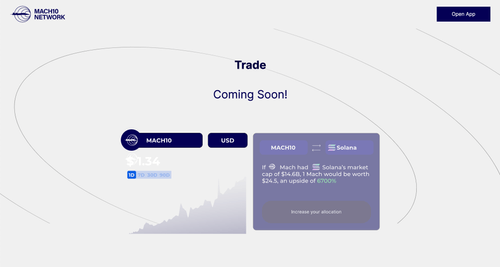 MACH10
NETWORK
Open App
Trade
Coming Soon!
MACH10
USD
$1.34
1D
MACH10
Solana
If Mach had Solana's market
cap of $14.6B, 1 Mach would be worth
$24.5, an upside of 6700%
Increase your allocation